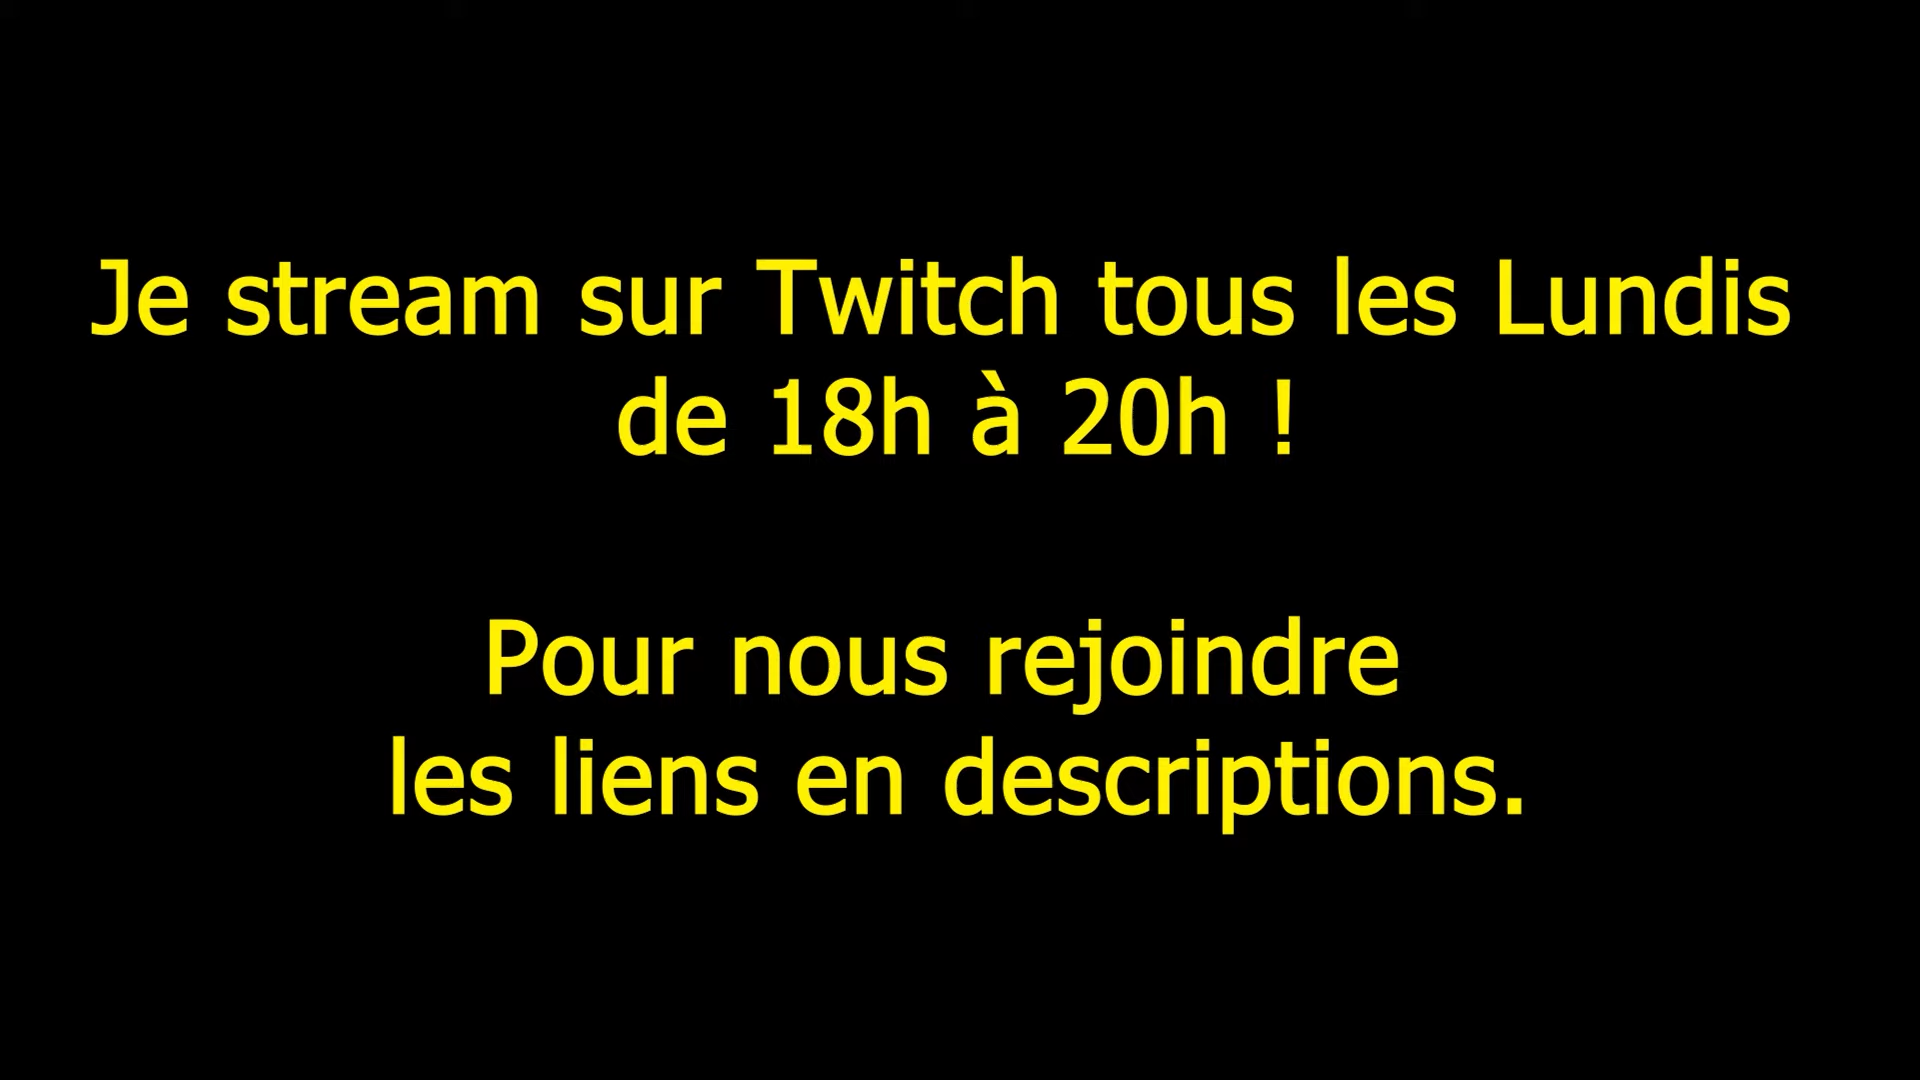 Je stream sur Twitch tous les Lundis
de 18h à 20h !
Pour nous rejoindre
les liens en descriptions.